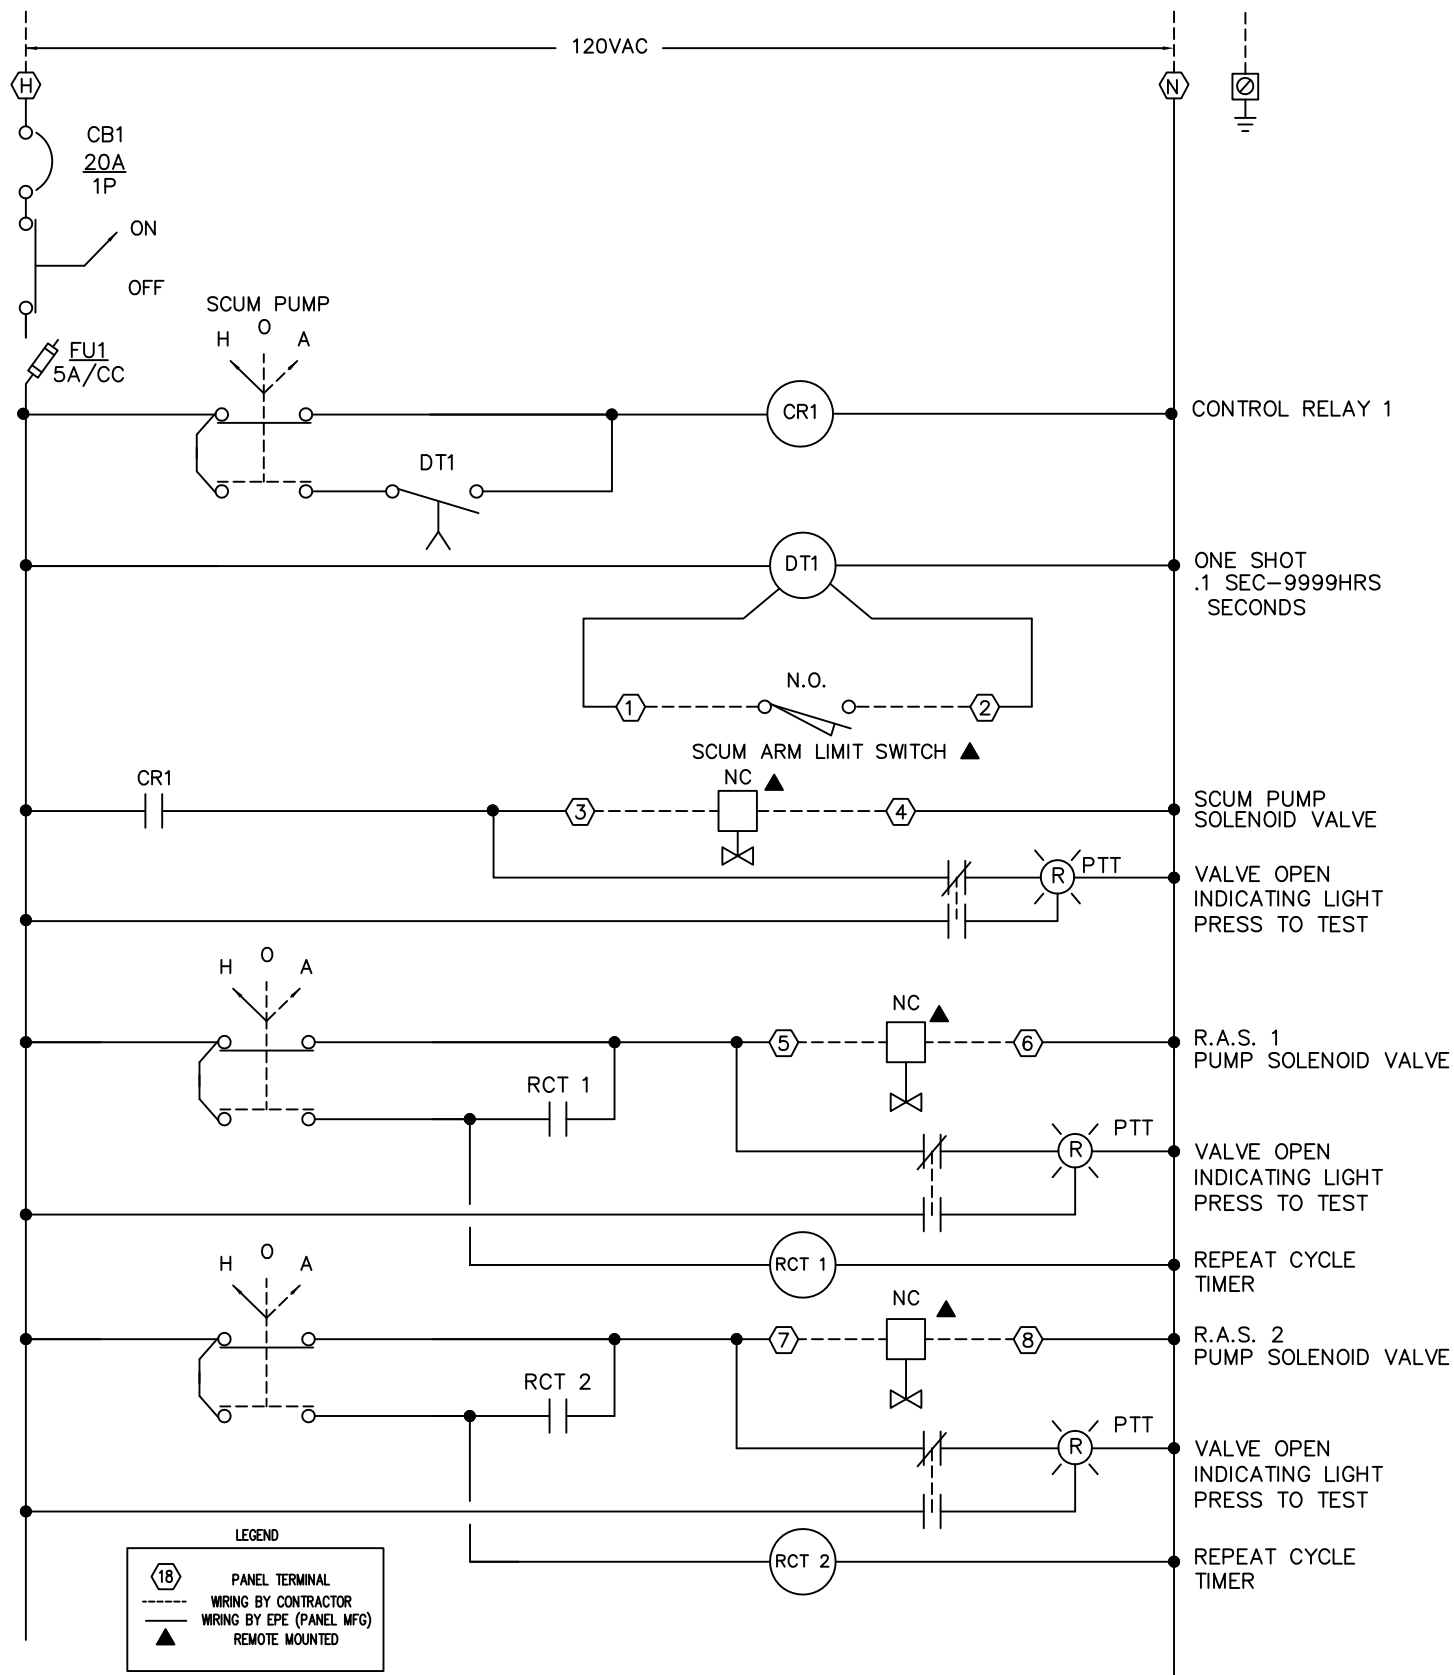 120VAC
H
N
CB1
20A
1P
ON
OFF
SCUM PUMP
H O A
FU1
5A/CC
CR1
CONTROL RELAY 1
DT1
DT1
ONE SHOT
.1 SEC-9999HRS
SECONDS
N.O.
1
2
SCUM ARM LIMIT SWITCH
CR1
NC
3
4
SCUM PUMP
SOLENOID VALVE
R
PTT
VALVE OPEN
INDICATING LIGHT
PRESS TO TEST
H O A
NC
5
6
R.A.S. 1
PUMP SOLENOID VALVE
RCT 1
R
PTT
VALVE OPEN
INDICATING LIGHT
PRESS TO TEST
RCT 1
REPEAT CYCLE
TIMER
H O A
NC
7
8
R.A.S. 2
PUMP SOLENOID VALVE
RCT 2
R
PTT
VALVE OPEN
INDICATING LIGHT
PRESS TO TEST
RCT 2
REPEAT CYCLE
TIMER
LEGEND
18 PANEL TERMINAL
WIRING BY CONTRACTOR
WIRING BY EPE (PANEL MFG)
REMOTE MOUNTED